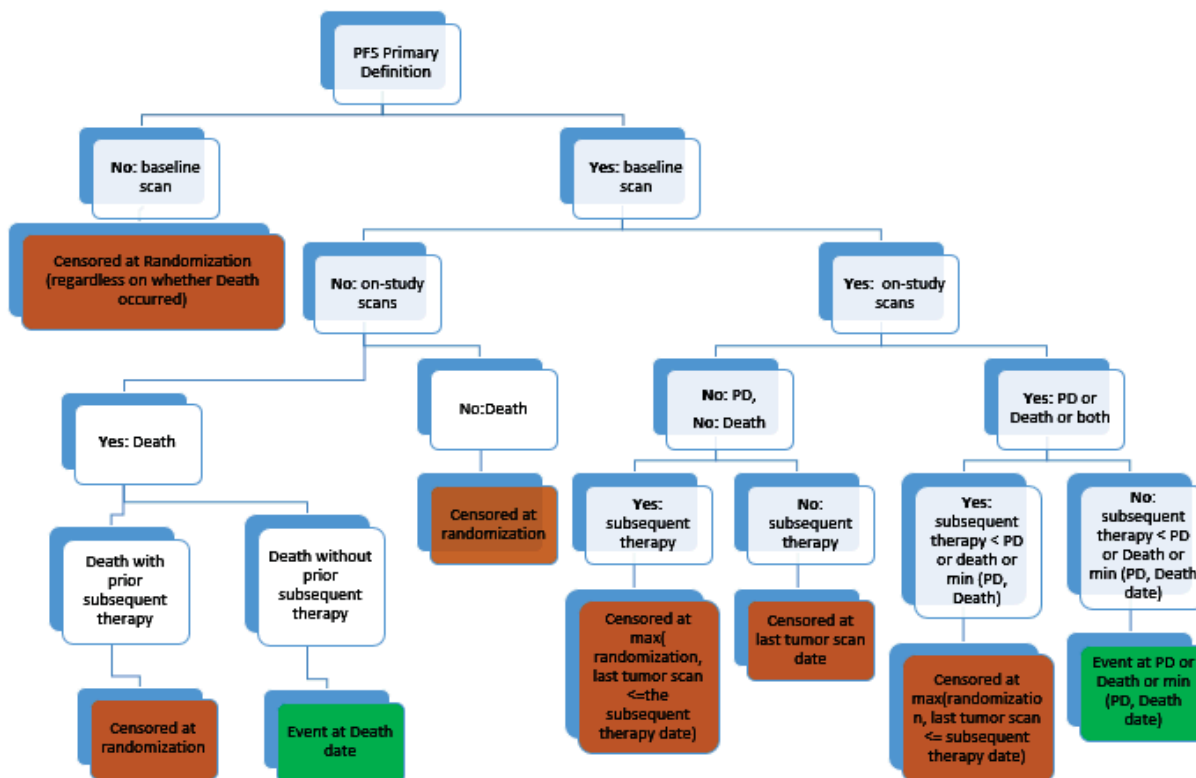 PFS Primary
Definition
No: baseline
scan
Yes: baseline
scan
Censored at Randomization
(regardless on whether Death
occurred)
No: on-study
scans
Yes: on-study
scans
Yes: Death
No:Death
No: PD,
No: Death
Yes: PD or
Death or both
Death with
prior
subsequent
therapy
Death without
prior
subsequent
therapy
Censored at
randomization
Yes:
subsequent
therapy
No:
subsequent
therapy
Yes:
subsequent
therapy < PD
or death or
min (PD,
Death)
No:
subsequent
therapy < PD
or Death or
min (PD, Death
date)
Censored at
randomization
Event at Death
date
Censored at
max(
randomization,
last tumor scan
<=the
subsequent
therapy date)
Censored at
last tumor scan
date
Censored at
max(randomizatio
n, last tumor scan
<= subsequent
therapy date)
Event at PD or
Death or min
(PD, Death
date)